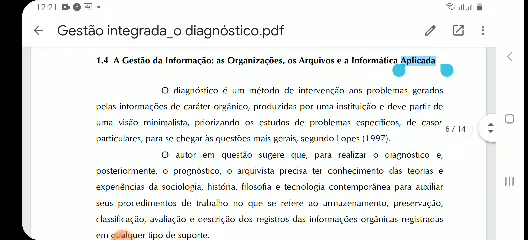 12:21
Gestão integrada_o diagnóstico.pdf
1.4 A Gestão da Informação: as Organizações, os Arquivos e a Informática Aplicada
O diagnóstico é um método de intervenção aos problemas gerados
pelas informações de caráter orgânico, produzidas por uma instituição e deve partir de
uma visão minimalista, priorizando os estudos de problemas específicos, de casos
particulares, para se chegar às questões mais gerais, segundo Lopes (1997).
6 / 14
O autor em questão sugere que, para realizar o diagnóstico e,
posteriormente, o prognóstico, o arquivista precisa ter conhecimento das teorias e
experiências da sociologia, história, filosofia e tecnologia contemporânea para auxiliar
seus procedimentos de trabalho no que se refere ao armazenamento, preservação,
classificação, avaliação e descrição dos registros das informações orgânicas registradas
em qualquer tipo de suporte.